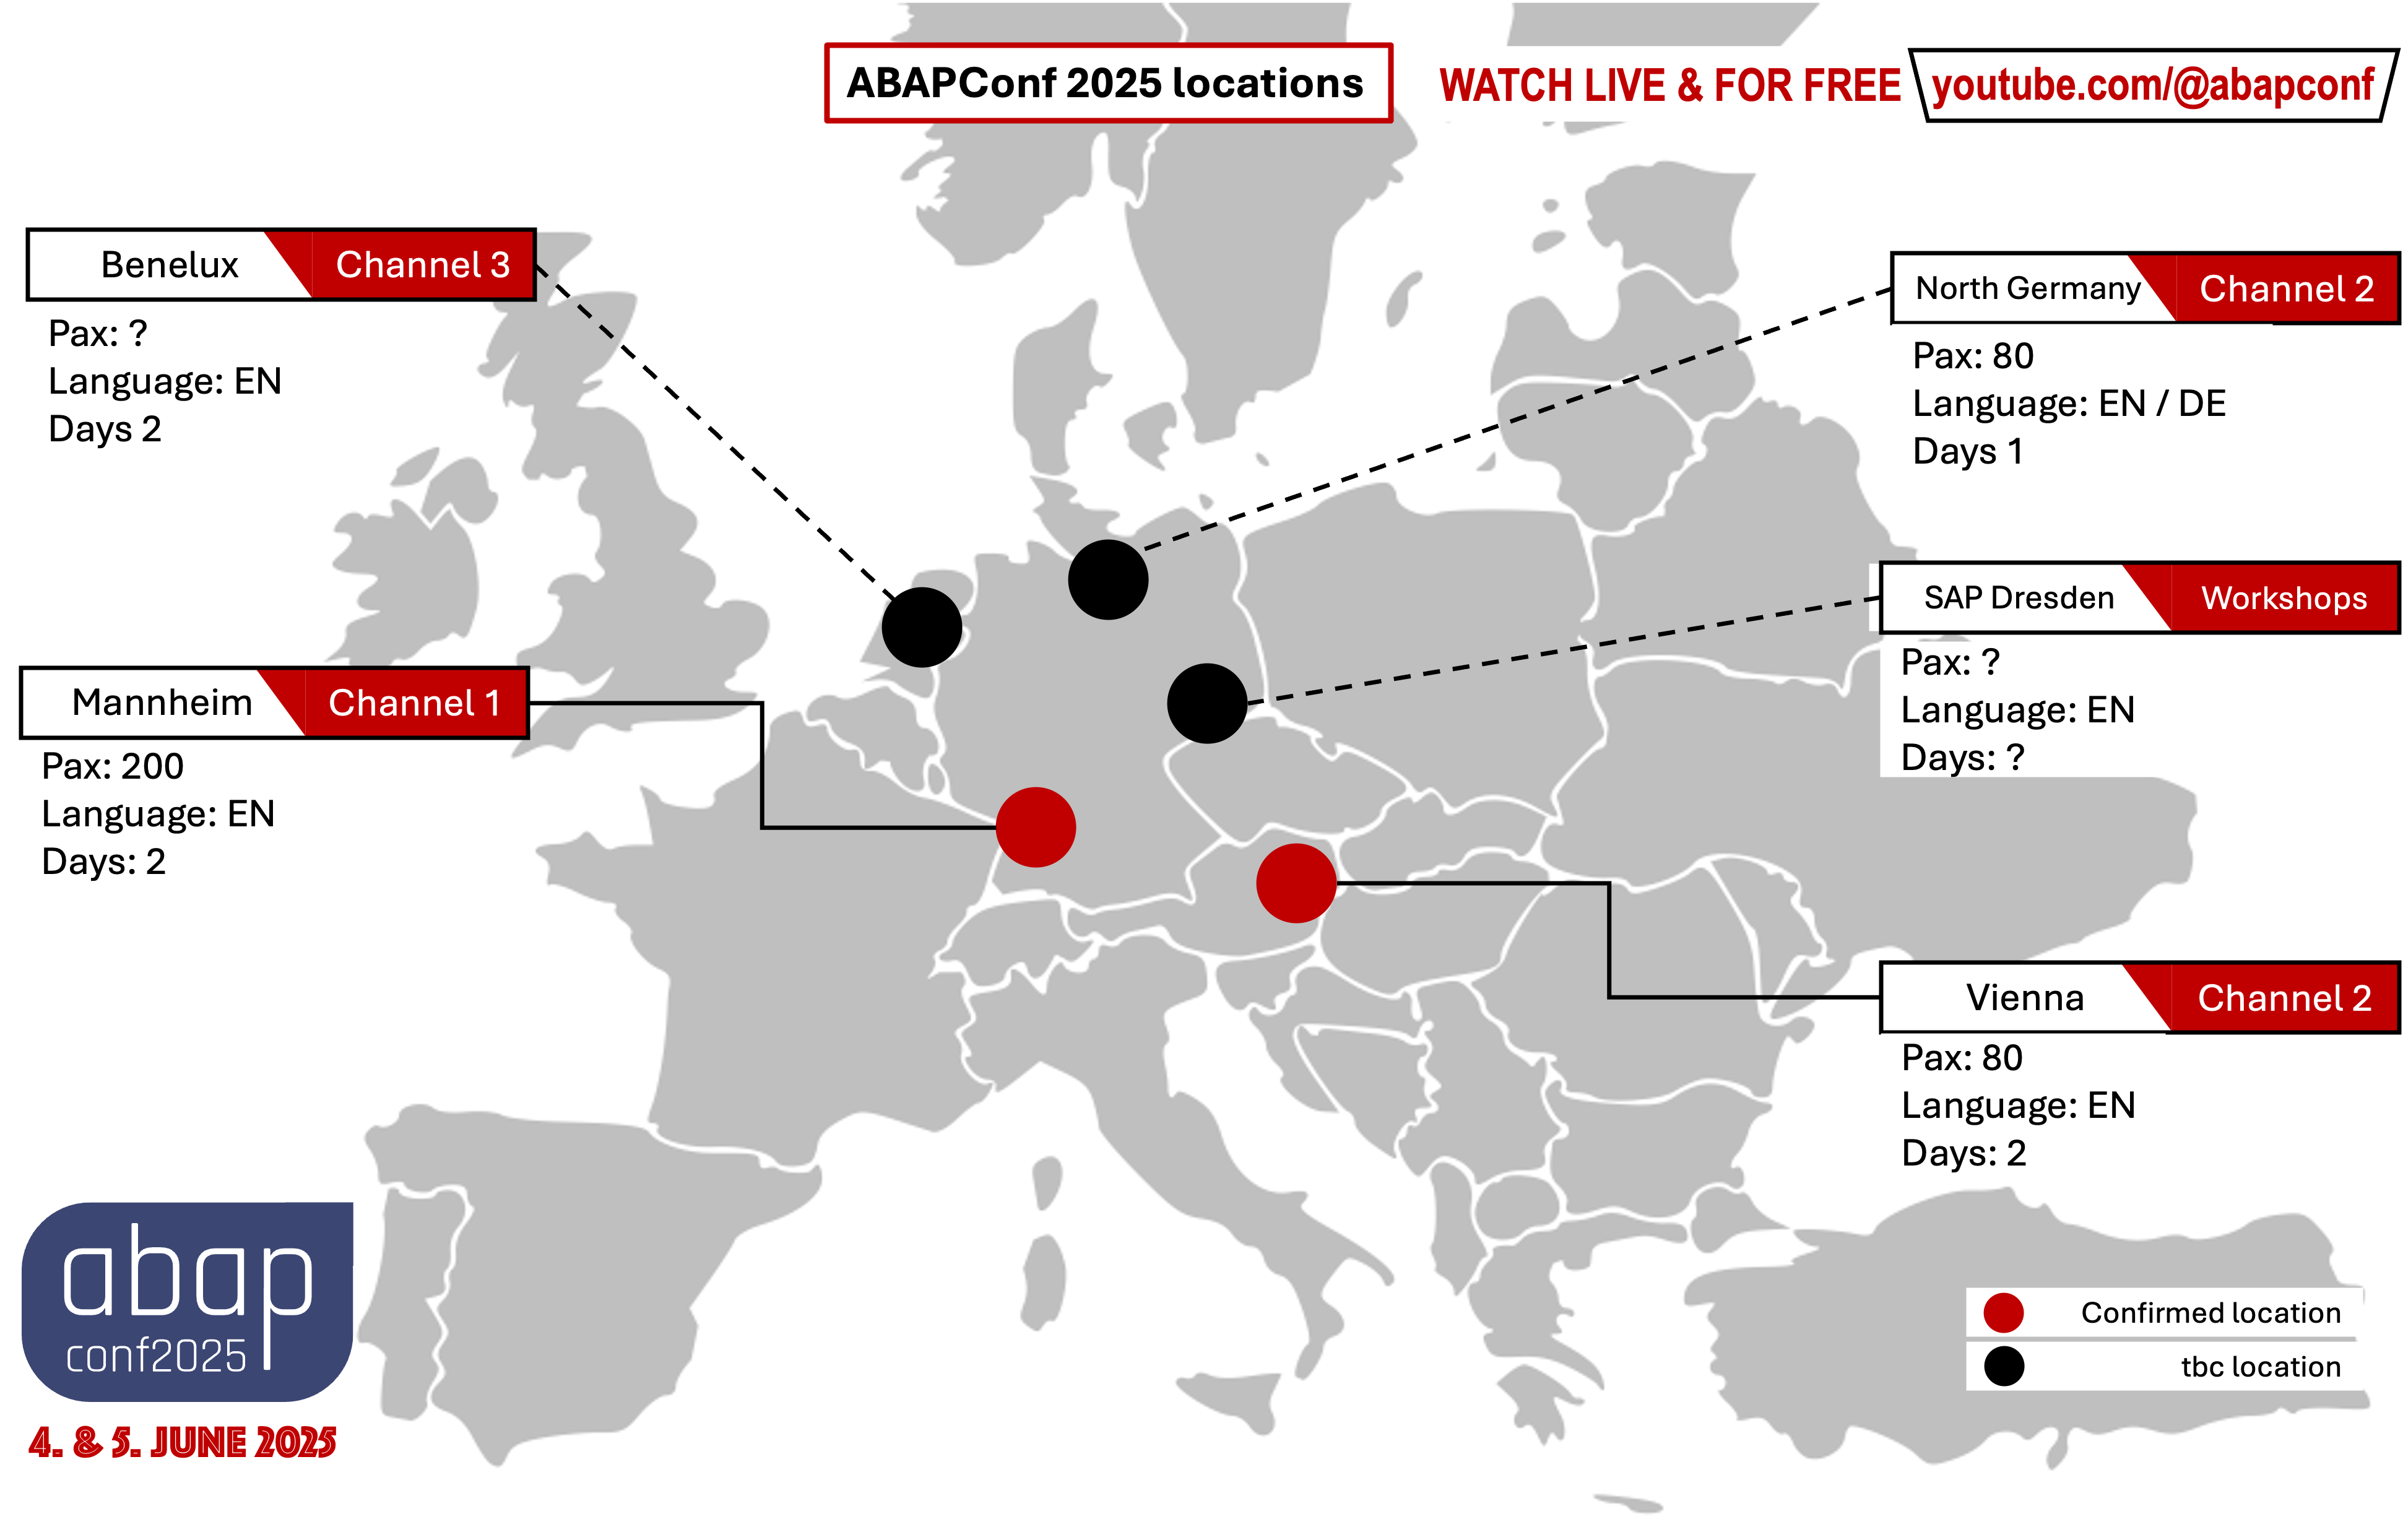 ABAPConf 2025 locations
WATCH LIVE & FOR FREE
youtube.com/@abapconf
Benelux
Channel 3
Pax: ?
Language: EN
Days 2
North Germany
Channel 2
Pax: 80
Language: EN / DE
Days 1
SAP Dresden
Workshops
Pax: ?
Language: EN
Days: ?
Mannheim
Channel 1
Pax: 200
Language: EN
Days: 2
Vienna
Channel 2
Pax: 80
Language: EN
Days: 2
abap
conf2025
4. & 5. JUNE 2025
Confirmed location
tbc location